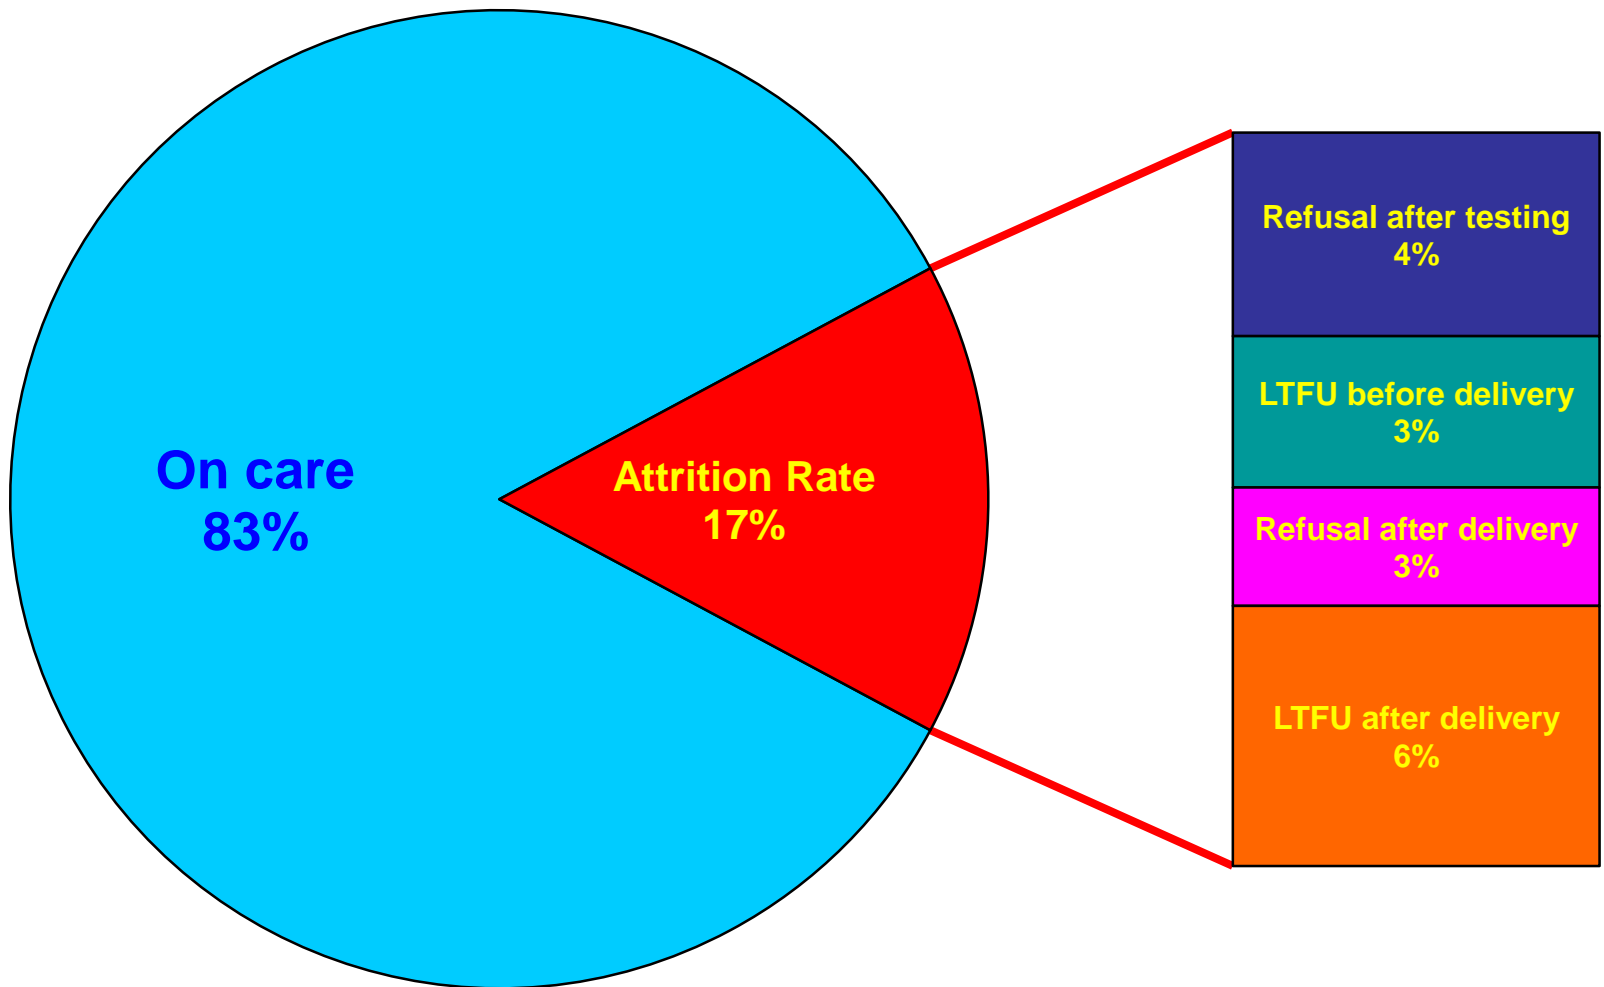 On care
83%
Attrition Rate
17%
Refusal after testing
4%
LTFU before delivery
3%
Refusal after delivery
3%
LTFU after delivery
6%